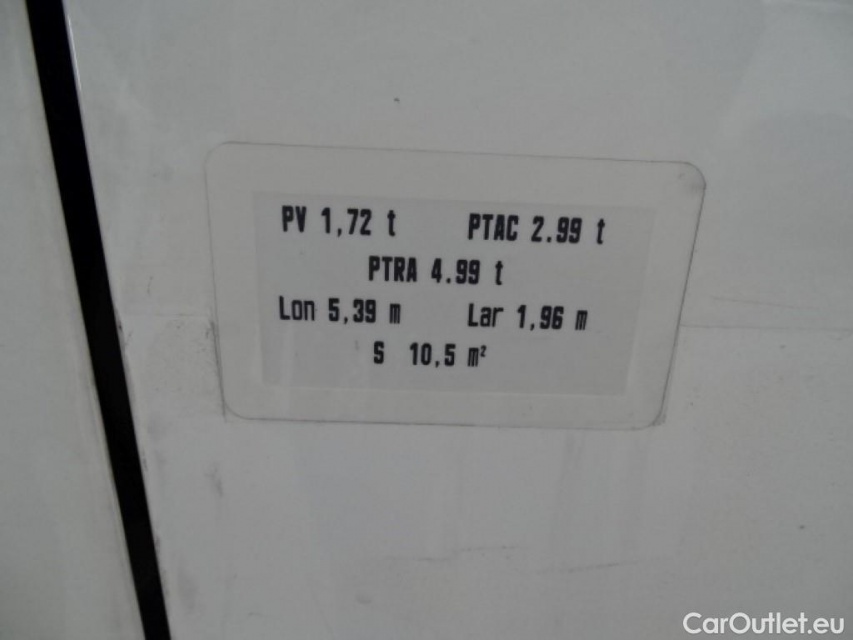 PV 1,72 t PTAC 2.99 t
PTRA 4.99 t
Lon 5,39 m Lar 1,96 m
S 10,5 m²
CarOutlet.eu